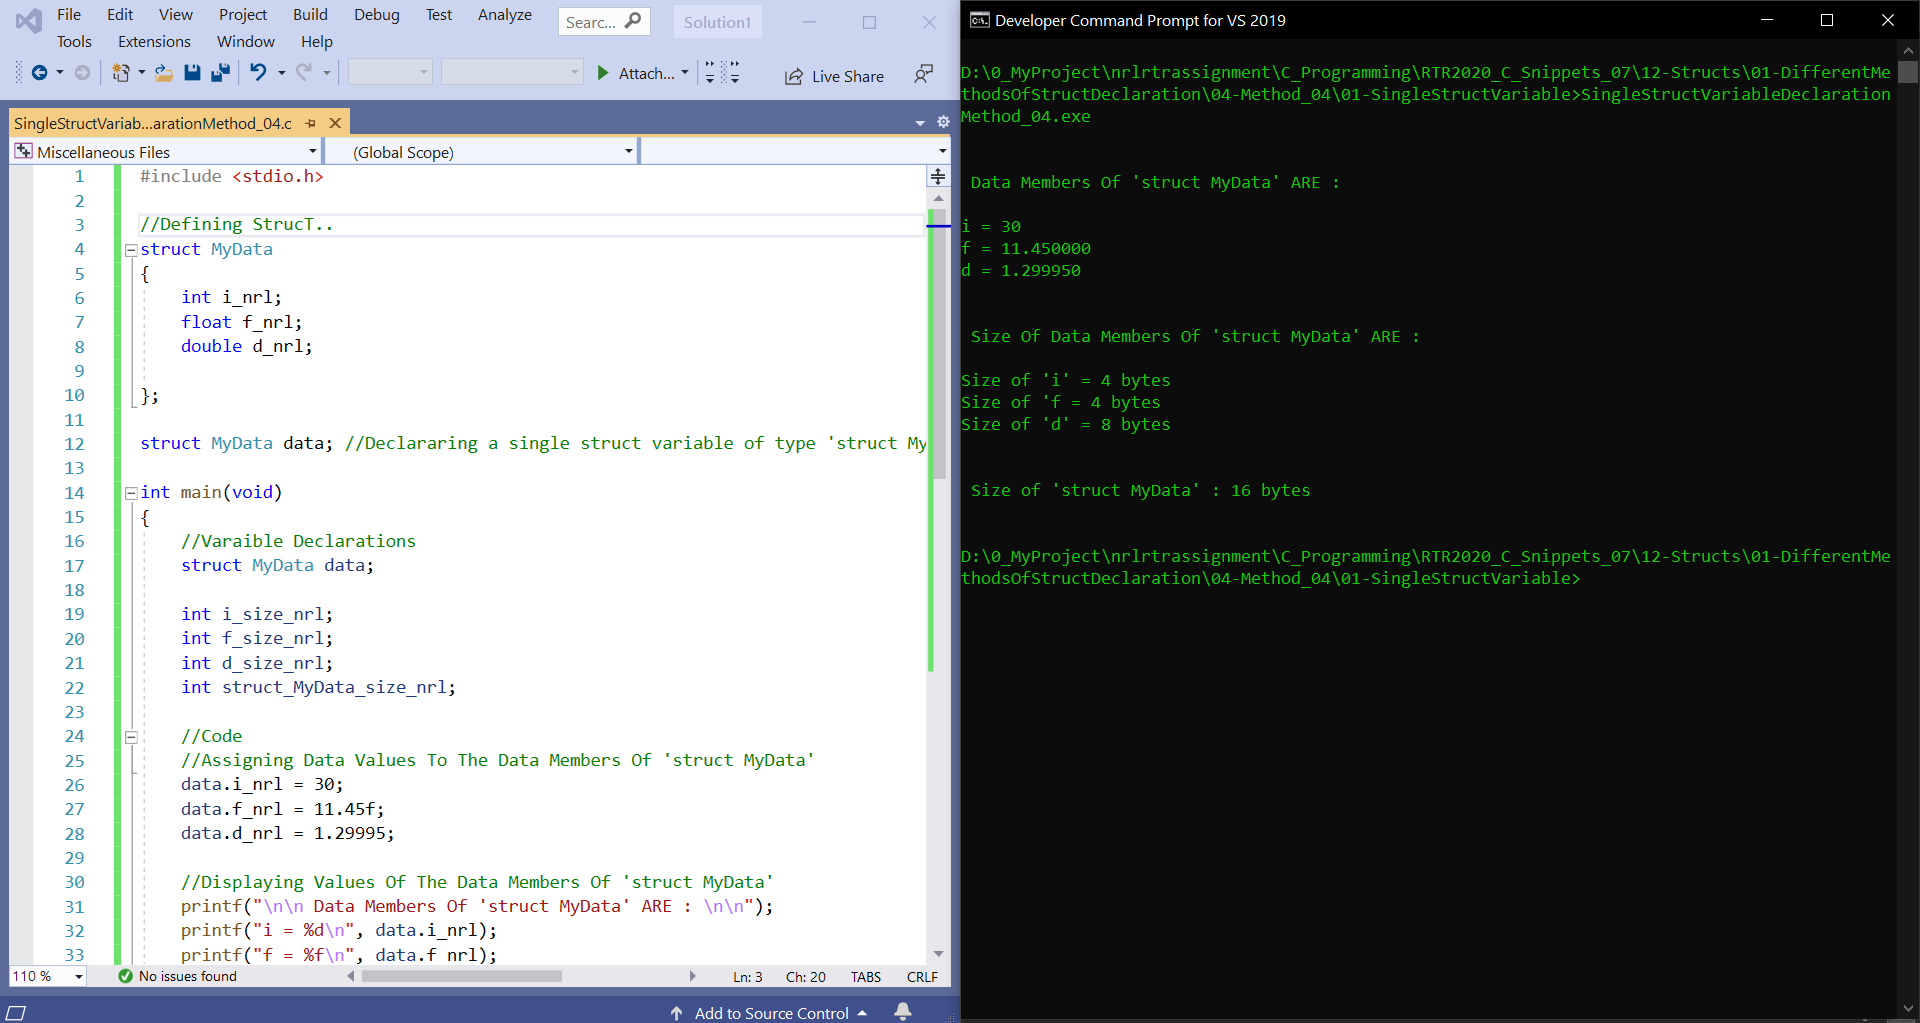 File Edit View Project Build Debug Test Analyze Searc... Solution1
Tools Extensions Window Help
Attach... Live Share
SingleStructVariab...arationMethod_04.c
Miscellaneous Files (Global Scope)
1 #include <stdio.h>
2
3 //Defining StrucT..
4 struct MyData
5 {
6 int i_nrl;
7 float f_nrl;
8 double d_nrl;
9
10 };
11
12 struct MyData data; //Declararing a single struct variable of type 'struct My
13
14 int main(void)
15 {
16 //Varaible Declarations
17 struct MyData data;
18
19 int i_size_nrl;
20 int f_size_nrl;
21 int d_size_nrl;
22 int struct_MyData_size_nrl;
23
24 //Code
25 //Assigning Data Values To The Data Members Of 'struct MyData'
26 data.i_nrl = 30;
27 data.f_nrl = 11.45f;
28 data.d_nrl = 1.29995;
29
30 //Displaying Values Of The Data Members Of 'struct MyData'
31 printf("\n\n Data Members Of 'struct MyData' ARE : \n\n");
32 printf("i = %d\n", data.i_nrl);
33 printf("f = %f\n", data.f_nrl);
110 % No issues found Ln: 3 Ch: 20 TABS CRLF
Add to Source Control
Developer Command Prompt for VS 2019
D:\0_MyProject\nrlrtrassignment\C_Programming\RTR2020_C_Snippets_07\12-Structs\01-DifferentMe
thodsOfStructDeclaration\04-Method_04\01-SingleStructVariable>SingleStructVariableDeclaration
Method_04.exe
Data Members Of 'struct MyData' ARE :
i = 30
f = 11.450000
d = 1.299950
Size Of Data Members Of 'struct MyData' ARE :
Size of 'i' = 4 bytes
Size of 'f = 4 bytes
Size of 'd' = 8 bytes
Size of 'struct MyData' : 16 bytes
D:\0_MyProject\nrlrtrassignment\C_Programming\RTR2020_C_Snippets_07\12-Structs\01-DifferentMe
thodsOfStructDeclaration\04-Method_04\01-SingleStructVariable>